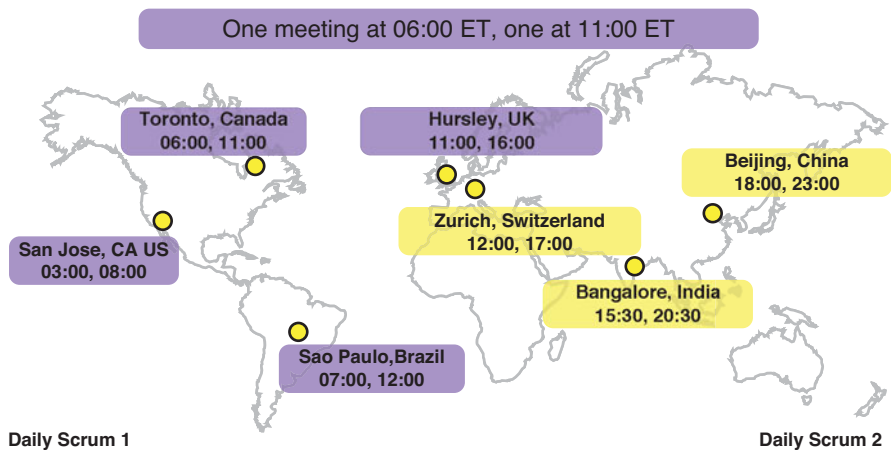 One meeting at 06:00 ET, one at 11:00 ET
Toronto, Canada
06:00, 11:00
Hursley, UK
11:00, 16:00
Beijing, China
18:00, 23:00
Zurich, Switzerland
12:00, 17:00
San Jose, CA US
03:00, 08:00
Bangalore, India
15:30, 20:30
Sao Paulo,Brazil
07:00, 12:00
Daily Scrum 1
Daily Scrum 2